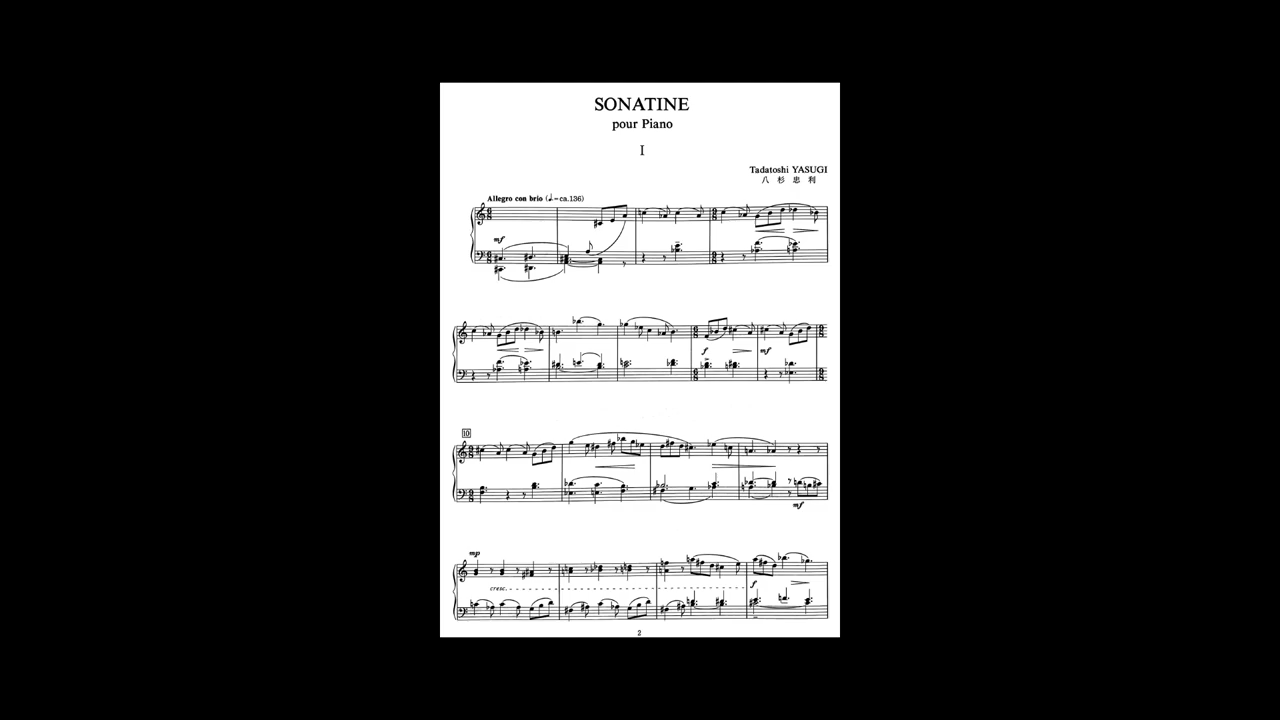 SONATINE
pour Piano
I
Tadatoshi YASUGI
八杉忠利
Allegro con brio (♩.=ca.136)
mf
f
mf
10
mf
mp
cresc.
f
2